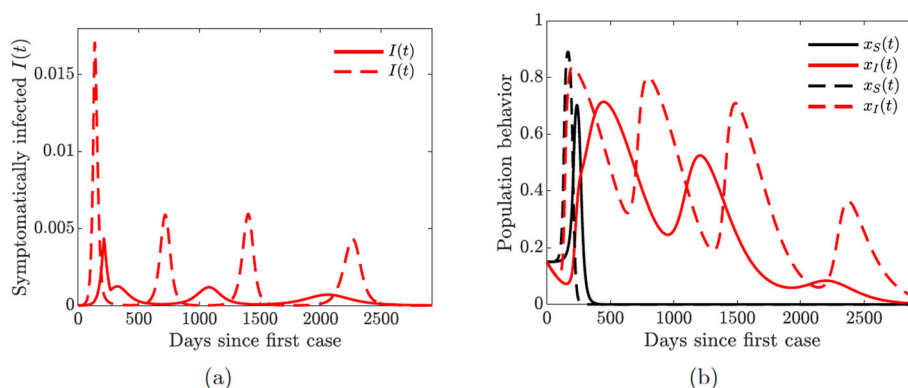 Symptomatically infected I(t)
0.015
0.01
0.005
0
I(t)
I(t)
0 500 1000 1500 2000 2500
Days since first case
(a)
Population behavior
1
0.8
0.6
0.4
0.2
0
x_S(t)
x_I(t)
x_S(t)
x_I(t)
0 500 1000 1500 2000 2500
Days since first case
(b)